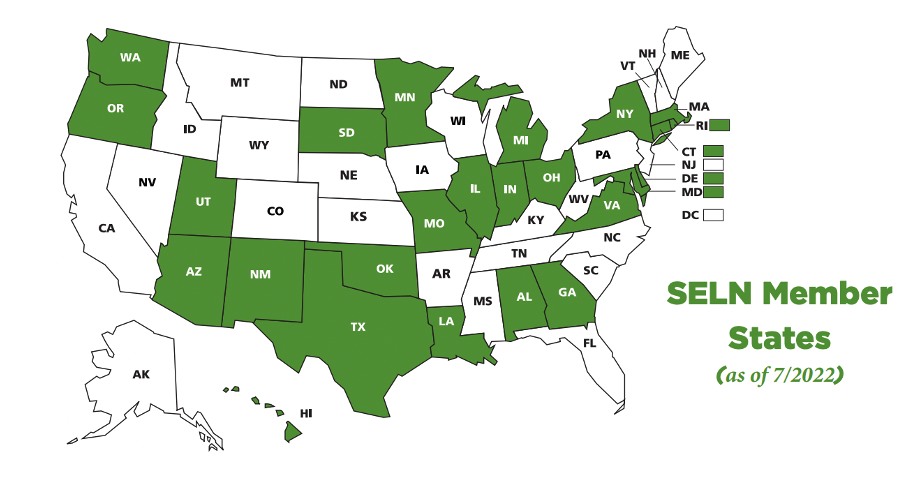 WA
OR
MT
ID
ND
MN
SD
WY
WI
MI
NH
VT
ME
NY
MA
RI
CT
NJ
DE
MD
DC
PA
NE
IA
NV
UT
CO
CA
KS
MO
IL
IN
OH
WV
VA
KY
NC
TN
SC
AZ
NM
OK
AR
MS
AL
GA
TX
LA
FL
AK
HI
SELN Member
States
(as of 7/2022)